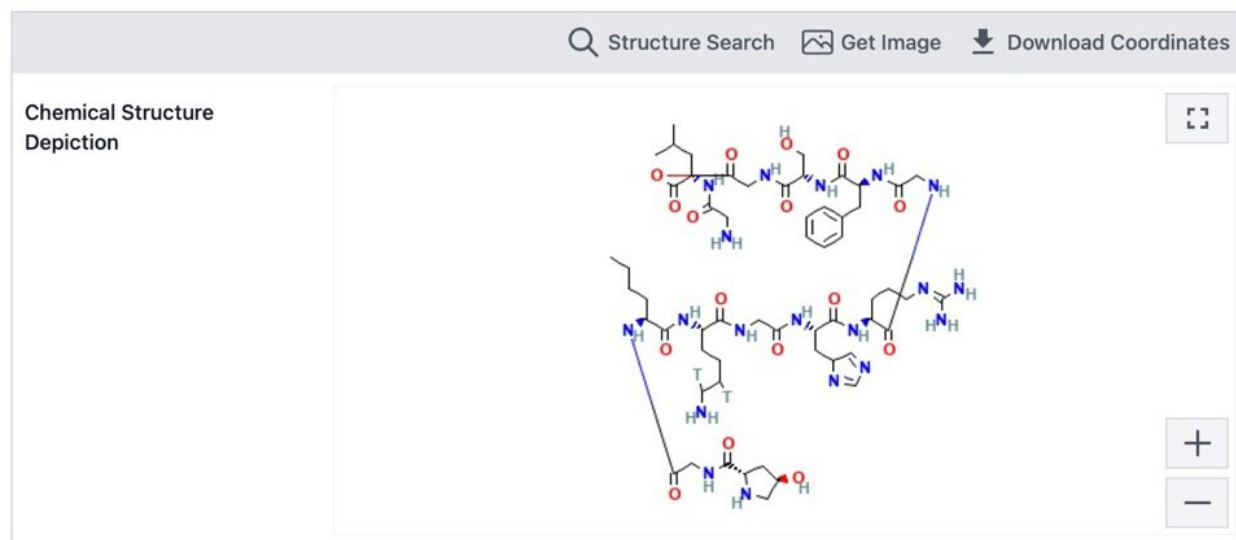 Structure Search Get Image Download Coordinates
Chemical Structure
Depiction
H
O
O O H H
O N N N
O N H N H N H
O O O O
O
H N H
H
O H O H N N H
N N N N H
N H O H O H O H N H
T N N
T
H N H
O
N O
O H N H
H